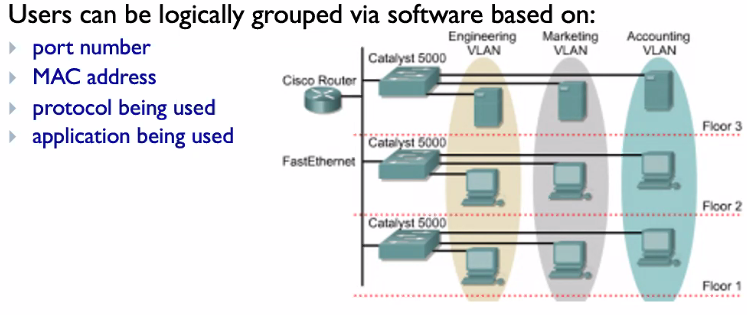 Users can be logically grouped via software based on:
port number
MAC address
protocol being used
application being used
Engineering
VLAN
Marketing
VLAN
Accounting
VLAN
Catalyst 5000
Cisco Router
Floor 3
Catalyst 5000
FastEthernet
Floor 2
Catalyst 5000
Floor 1